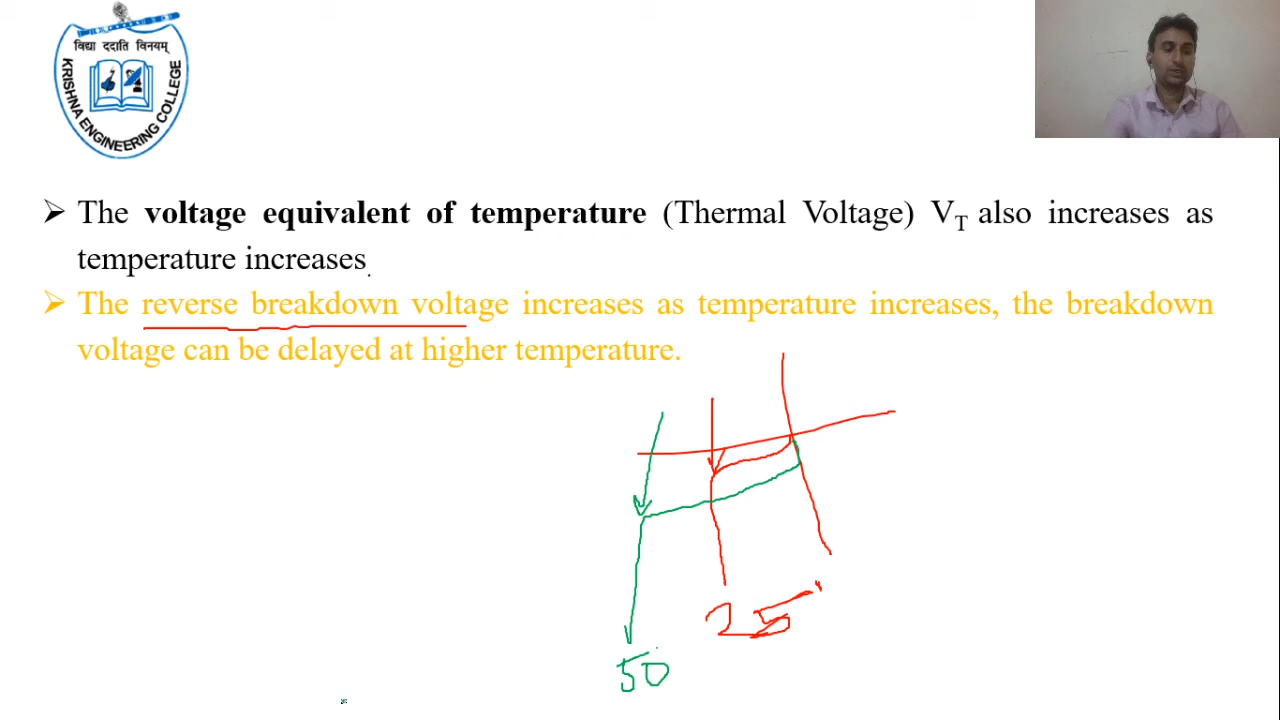 विद्या ददाति विनयम्
KRISHNA ENGINEERING COLLEGE
➢ The voltage equivalent of temperature (Thermal Voltage) V_T also increases as
temperature increases.
➢ The reverse breakdown voltage increases as temperature increases, the breakdown
voltage can be delayed at higher temperature.
25
50